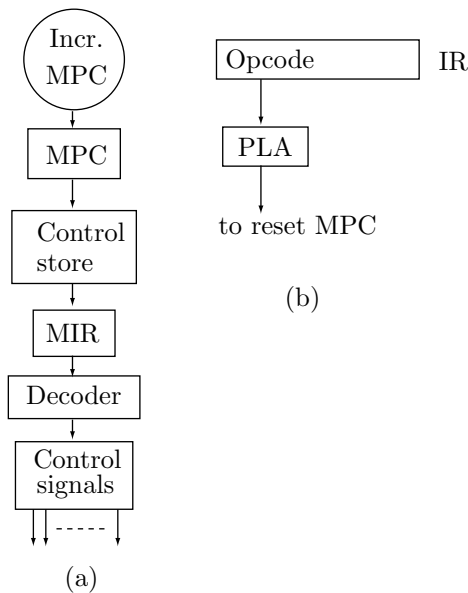 Incr.
MPC
MPC
Control
store
MIR
Decoder
Control
signals
(a)
Opcode
IR
PLA
to reset MPC
(b)